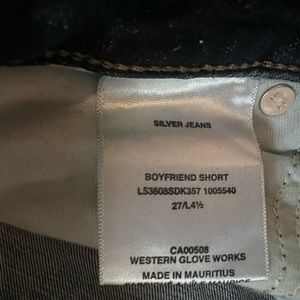 SILVER JEANS
BOYFRIEND SHORT
L53608SDK357 1005540
27/L4½
CA00508
WESTERN GLOVE WORKS
MADE IN MAURITIUS